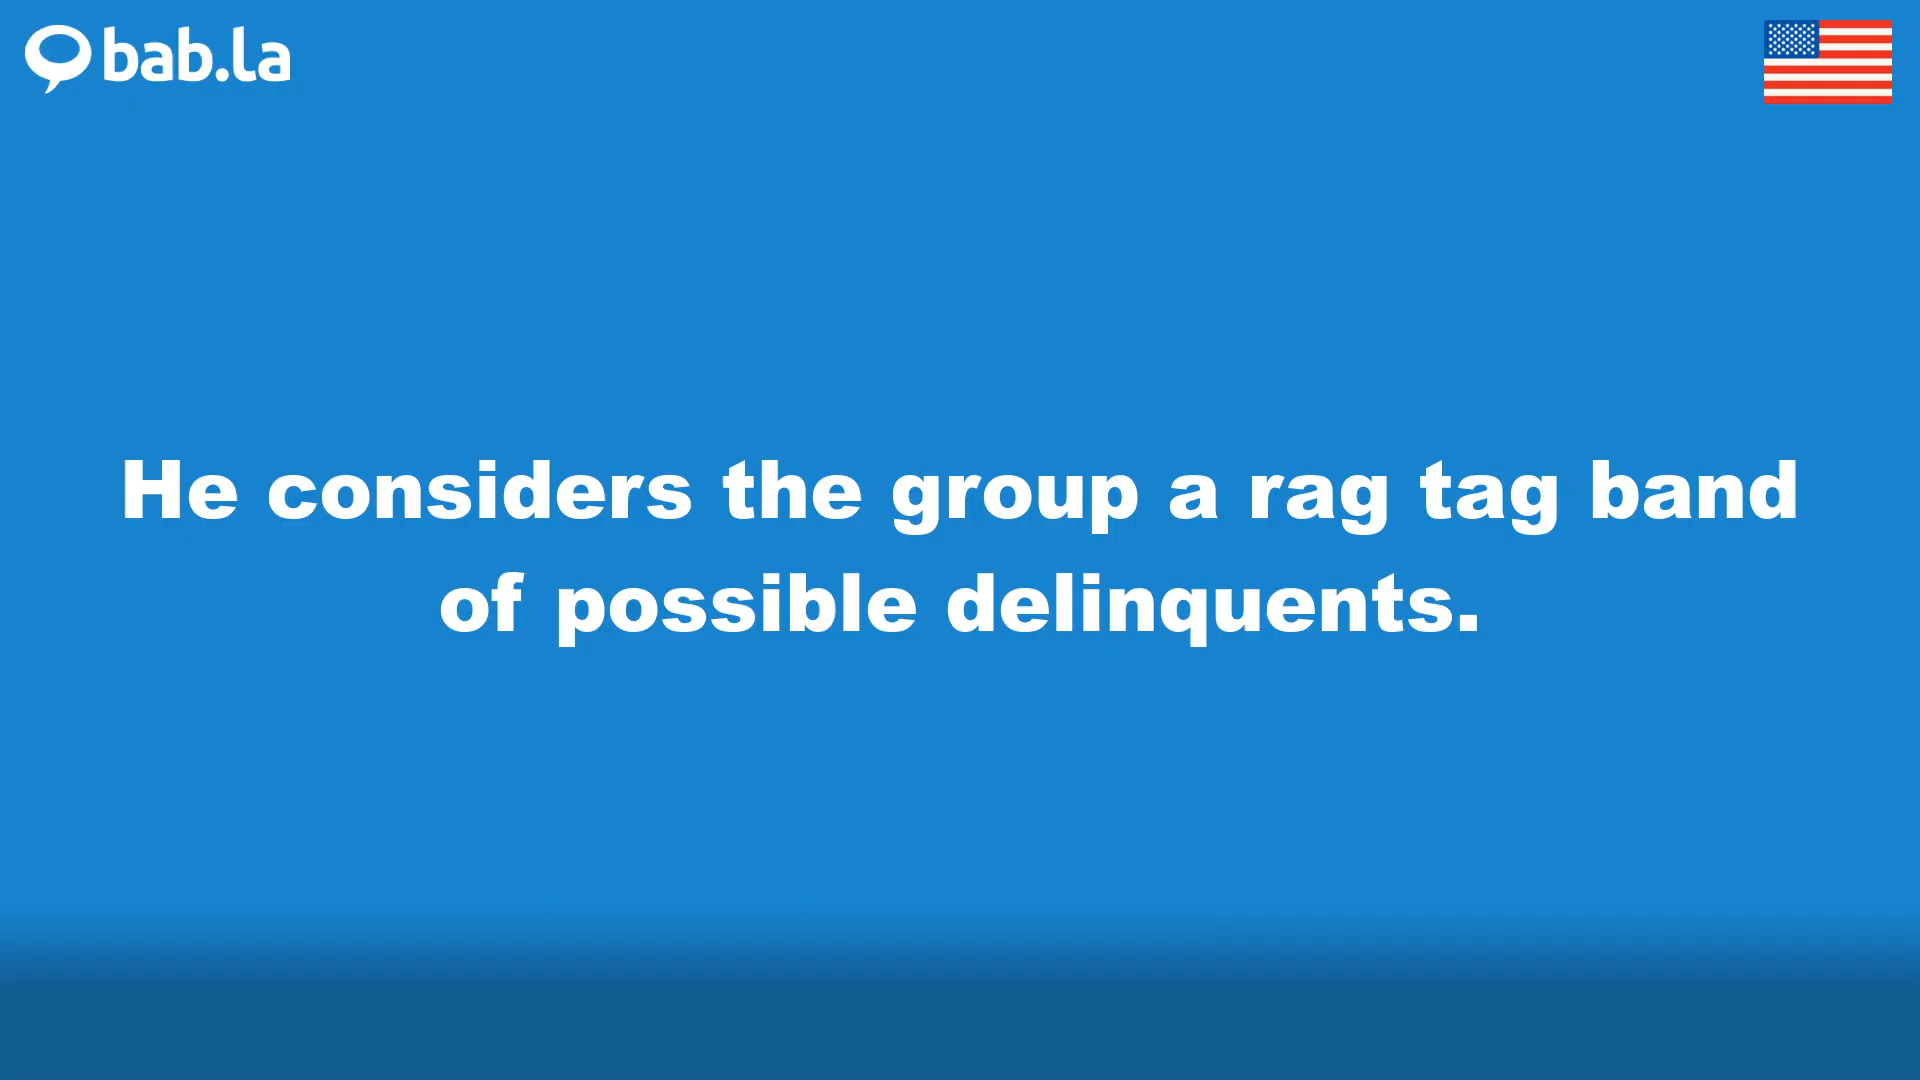 bab.la
He considers the group a rag tag band
of possible delinquents.